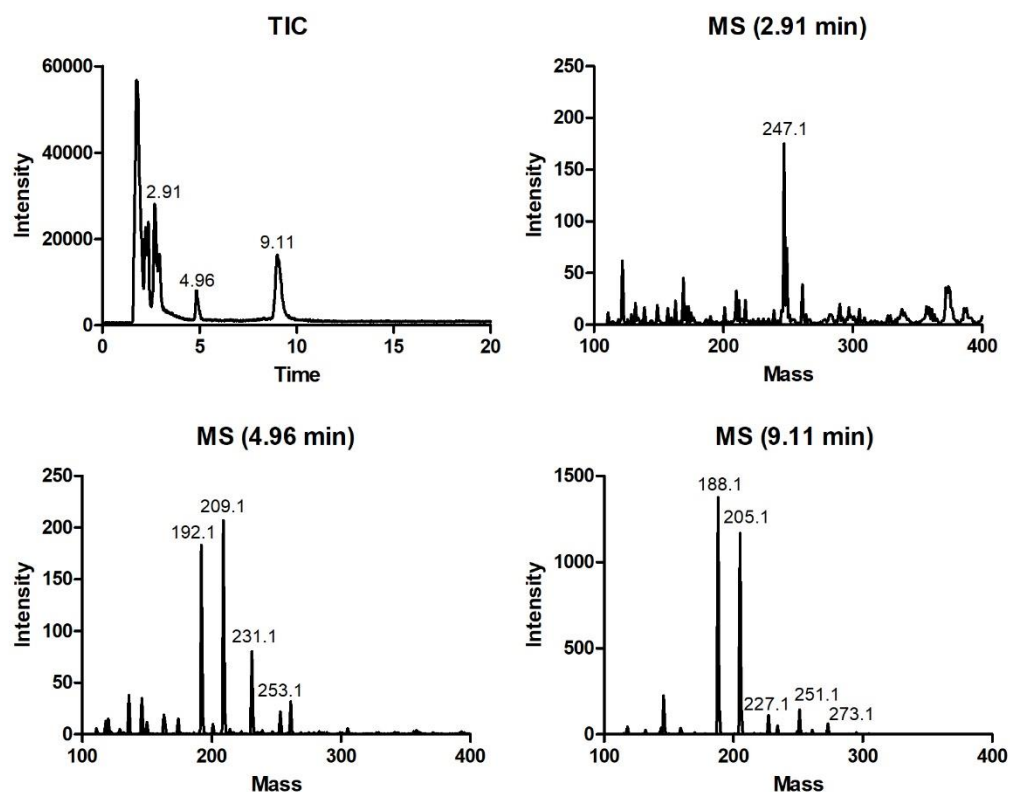 TIC
60000
40000
20000
0
Intensity
2.91
4.96
9.11
0 5 10 15 20
Time
MS (2.91 min)
250
200
150
100
50
0
Intensity
247.1
100 200 300 400
Mass
MS (4.96 min)
250
200
150
100
50
0
Intensity
209.1
192.1
231.1
253.1
100 200 300 400
Mass
MS (9.11 min)
1500
1000
500
0
Intensity
188.1
205.1
227.1 251.1
273.1
100 200 300 400
Mass